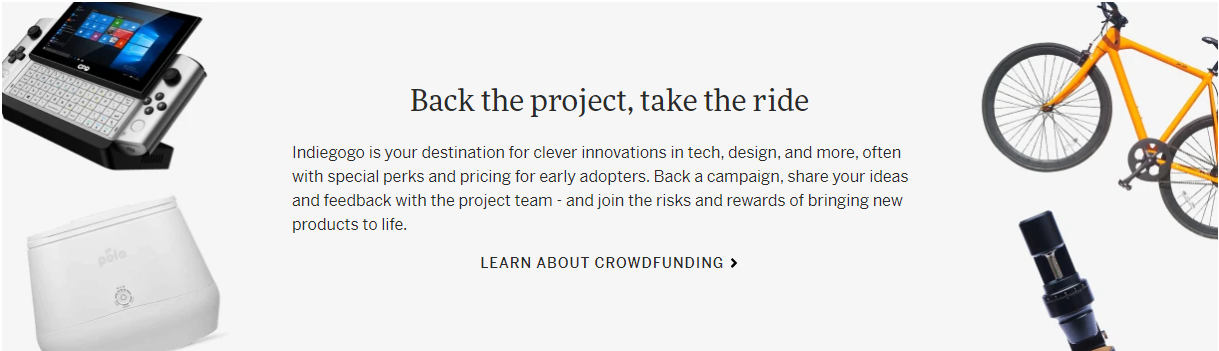 Back the project, take the ride
Indiegogo is your destination for clever innovations in tech, design, and more, often
with special perks and pricing for early adopters. Back a campaign, share your ideas
and feedback with the project team - and join the risks and rewards of bringing new
products to life.
LEARN ABOUT CROWDFUNDING
polo